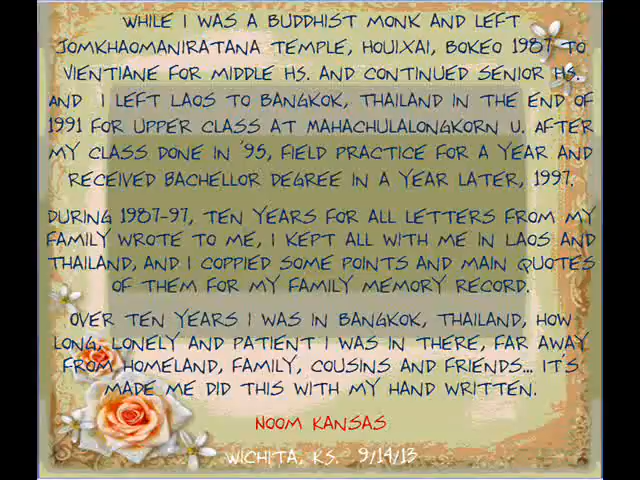 WHILE I WAS A BUDDHIST MONK AND LEFT
JOMKHAOMANIRATANA TEMPLE, HOUIXAI, BOKEO 1987 TO
VIENTIANE FOR MIDDLE HS. AND CONTINUED SENIOR HS.
AND I LEFT LAOS TO BANGKOK, THAILAND IN THE END OF
1991 FOR UPPER CLASS AT MAHACHULALONGKORN U. AFTER
MY CLASS DONE IN '95, FIELD PRACTICE FOR A YEAR AND
RECEIVED BACHELLOR DEGREE IN A YEAR LATER, 1997.
DURING 1987-97, TEN YEARS FOR ALL LETTERS FROM MY
FAMILY WROTE TO ME, I KEPT ALL WITH ME IN LAOS AND
THAILAND, AND I COPPIED SOME POINTS AND MAIN QUOTES
OF THEM FOR MY FAMILY MEMORY RECORD.
OVER TEN YEARS I WAS IN BANGKOK, THAILAND, HOW
LONG, LONELY AND PATIENT I WAS IN THERE, FAR AWAY
FROM HOMELAND, FAMILY, COUSINS AND FRIENDS... IT'S
MADE ME DID THIS WITH MY HAND WRITTEN.
NOOM KANSAS
WICHITA, KS. 9/14/13